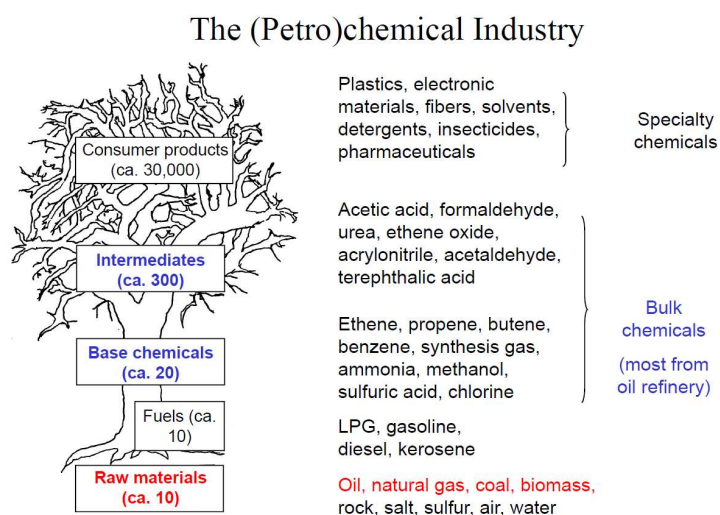 The (Petro)chemical Industry
Consumer products
(ca. 30,000)
Plastics, electronic
materials, fibers, solvents,
detergents, insecticides,
pharmaceuticals
Specialty
chemicals
Intermediates
(ca. 300)
Acetic acid, formaldehyde,
urea, ethene oxide,
acrylonitrile, acetaldehyde,
terephthalic acid
Base chemicals
(ca. 20)
Ethene, propene, butene,
benzene, synthesis gas,
ammonia, methanol,
sulfuric acid, chlorine
Bulk
chemicals
(most from
oil refinery)
Fuels (ca.
10)
LPG, gasoline,
diesel, kerosene
Raw materials
(ca. 10)
Oil, natural gas, coal, biomass,
rock, salt, sulfur, air, water